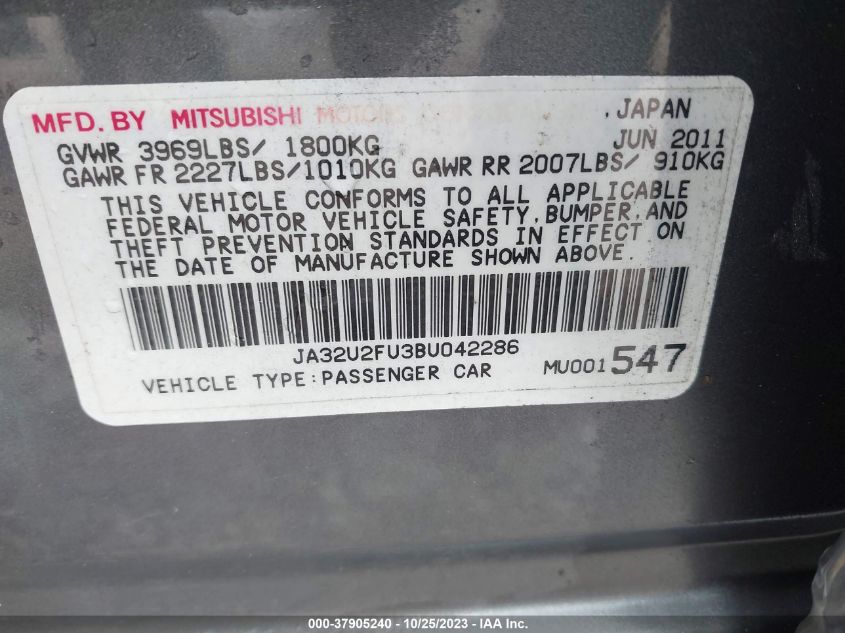 MFD. BY MITSUBISHI MOTORS , JAPAN
GVWR 3969LBS/ 1800KG JUN 2011
GAWR FR 2227LBS/1010KG GAWR RR 2007LBS/ 910KG
THIS VEHICLE CONFORMS TO ALL APPLICABLE
FEDERAL MOTOR VEHICLE SAFETY, BUMPER, AND
THEFT PREVENTION STANDARDS IN EFFECT ON
THE DATE OF MANUFACTURE SHOWN ABOVE.
JA32U2FU3BU042286
VEHICLE TYPE:PASSENGER CAR MU001547
000-37905240 - 10/25/2023 - IAA Inc.